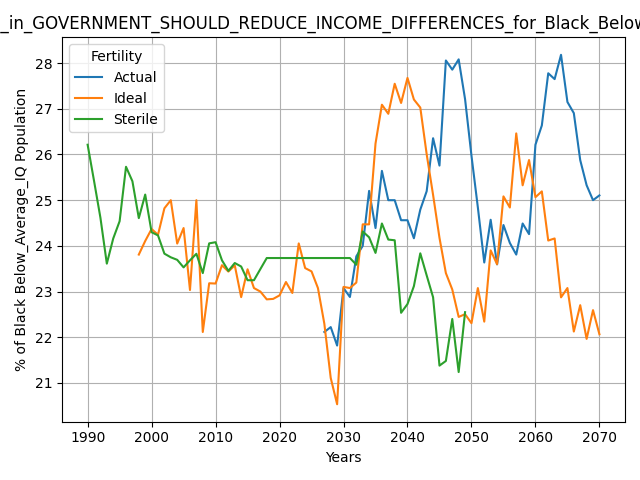 _in_GOVERNMENT_SHOULD_REDUCE_INCOME_DIFFERENCES_for_Black_Below
Fertility
Actual
Ideal
Sterile
% of Black Below_Average_IQ Population
28
27
26
25
24
23
22
21
1990 2000 2010 2020 2030 2040 2050 2060 2070
Years